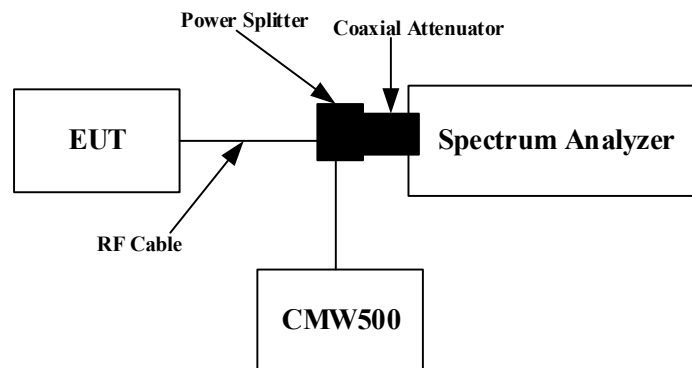 Power Splitter
Coaxial Attenuator
EUT
Spectrum Analyzer
RF Cable
CMW500